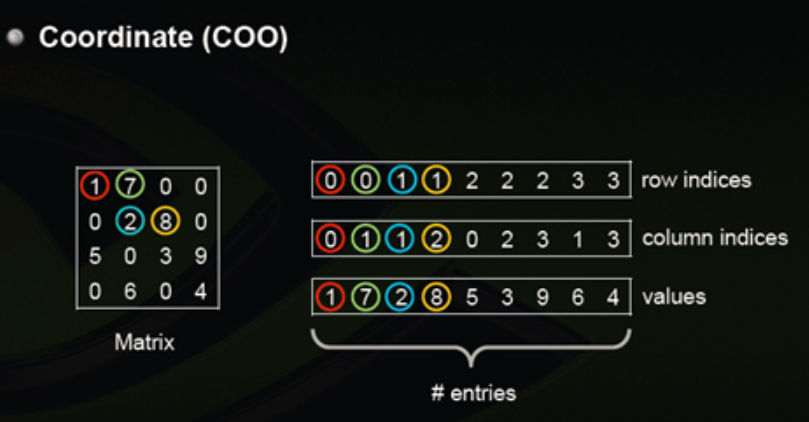 Coordinate (COO)
1 7 0 0
0 2 8 0
5 0 3 9
0 6 0 4
Matrix
0 0 1 1 2 2 2 3 3 row indices
0 1 1 2 0 2 3 1 3 column indices
1 7 2 8 5 3 9 6 4 values
# entries